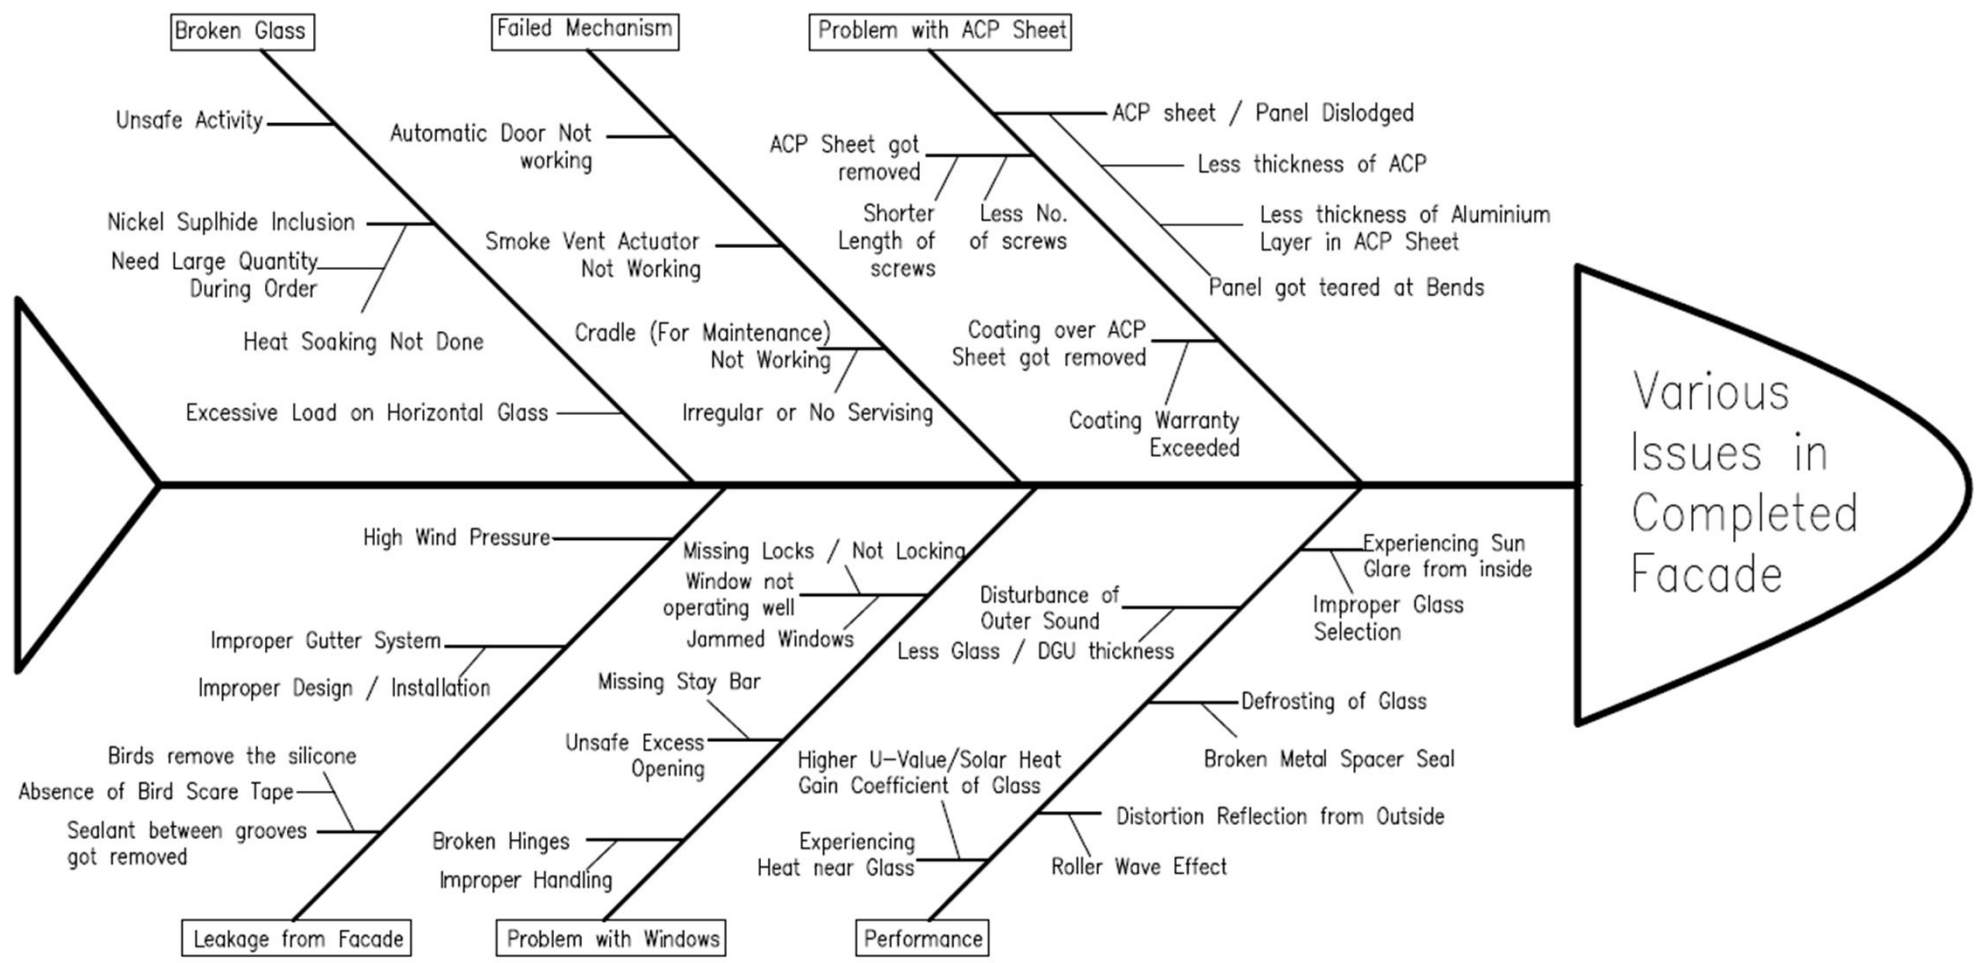 Broken Glass
Failed Mechanism
Problem with ACP Sheet
Unsafe Activity
Nickel Suplhide Inclusion
Need Large Quantity
During Order
Heat Soaking Not Done
Excessive Load on Horizontal Glass
Automatic Door Not
working
Smoke Vent Actuator
Not Working
Cradle (For Maintenance)
Not Working
Irregular or No Servising
ACP sheet / Panel Dislodged
Less thickness of ACP
Less thickness of Aluminium
Layer in ACP Sheet
Panel got teared at Bends
ACP Sheet got
removed
Shorter
Length of
screws
Less No.
of screws
Coating over ACP
Sheet got removed
Coating Warranty
Exceeded
Various
Issues in
Completed
Facade
High Wind Pressure
Improper Gutter System
Improper Design / Installation
Birds remove the silicone
Absence of Bird Scare Tape
Sealant between grooves
got removed
Leakage from Facade
Missing Locks / Not Locking
Window not
operating well
Jammed Windows
Missing Stay Bar
Unsafe Excess
Opening
Broken Hinges
Improper Handling
Problem with Windows
Experiencing Sun
Glare from inside
Improper Glass
Selection
Disturbance of
Outer Sound
Less Glass / DGU thickness
Defrosting of Glass
Broken Metal Spacer Seal
Higher U-Value/Solar Heat
Gain Coefficient of Glass
Experiencing
Heat near Glass
Distortion Reflection from Outside
Roller Wave Effect
Performance